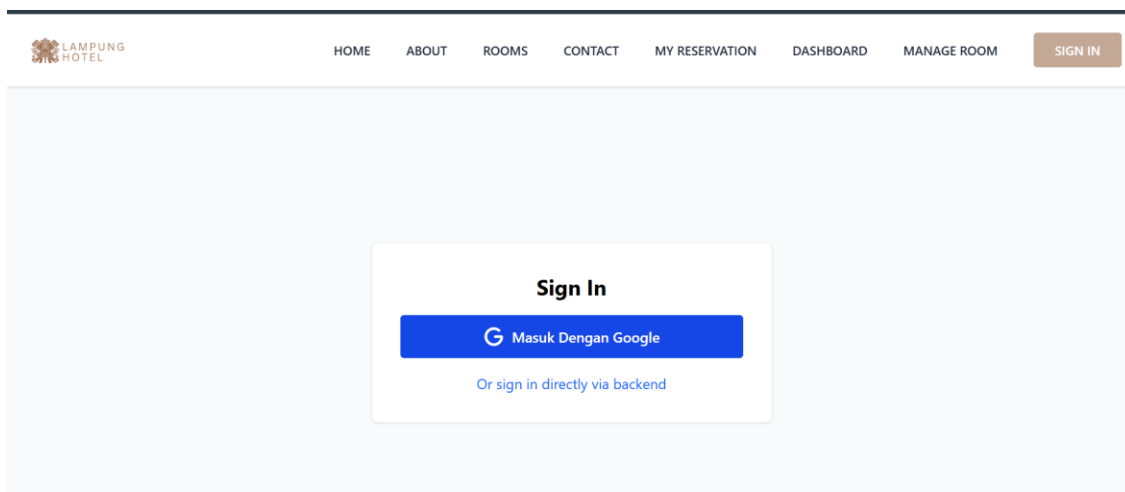 LAMPUNG
HOTEL
HOME ABOUT ROOMS CONTACT MY RESERVATION DASHBOARD MANAGE ROOM SIGN IN
Sign In
G Masuk Dengan Google
Or sign in directly via backend